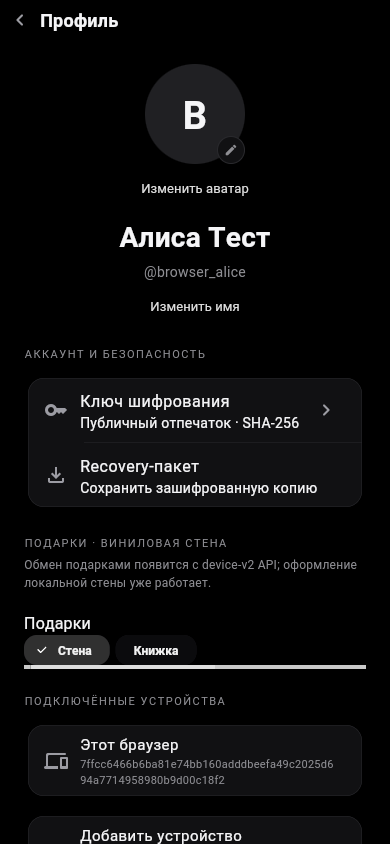 Профиль
B
Изменить аватар
Алиса Тест
@browser_alice
Изменить имя
АККАУНТ И БЕЗОПАСНОСТЬ
Ключ шифрования
Публичный отпечаток · SHA-256
Recovery-пакет
Сохранить зашифрованную копию
ПОДАРКИ · ВИНИЛОВАЯ СТЕНА
Обмен подарками появится с device-v2 API; оформление
локальной стены уже работает.
Подарки
Стена
Книжка
ПОДКЛЮЧЁННЫЕ УСТРОЙСТВА
Этот браузер
7ffcc6466b6ba81e74bb160adddbeefa49c2025d6
94a7714958980b9d00c18f2
Добавить устройство